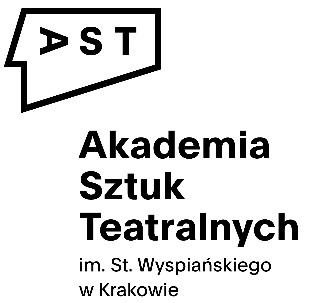 AST
Akademia
Sztuk
Teatralnych
im. St. Wyspiańskiego
w Krakowie